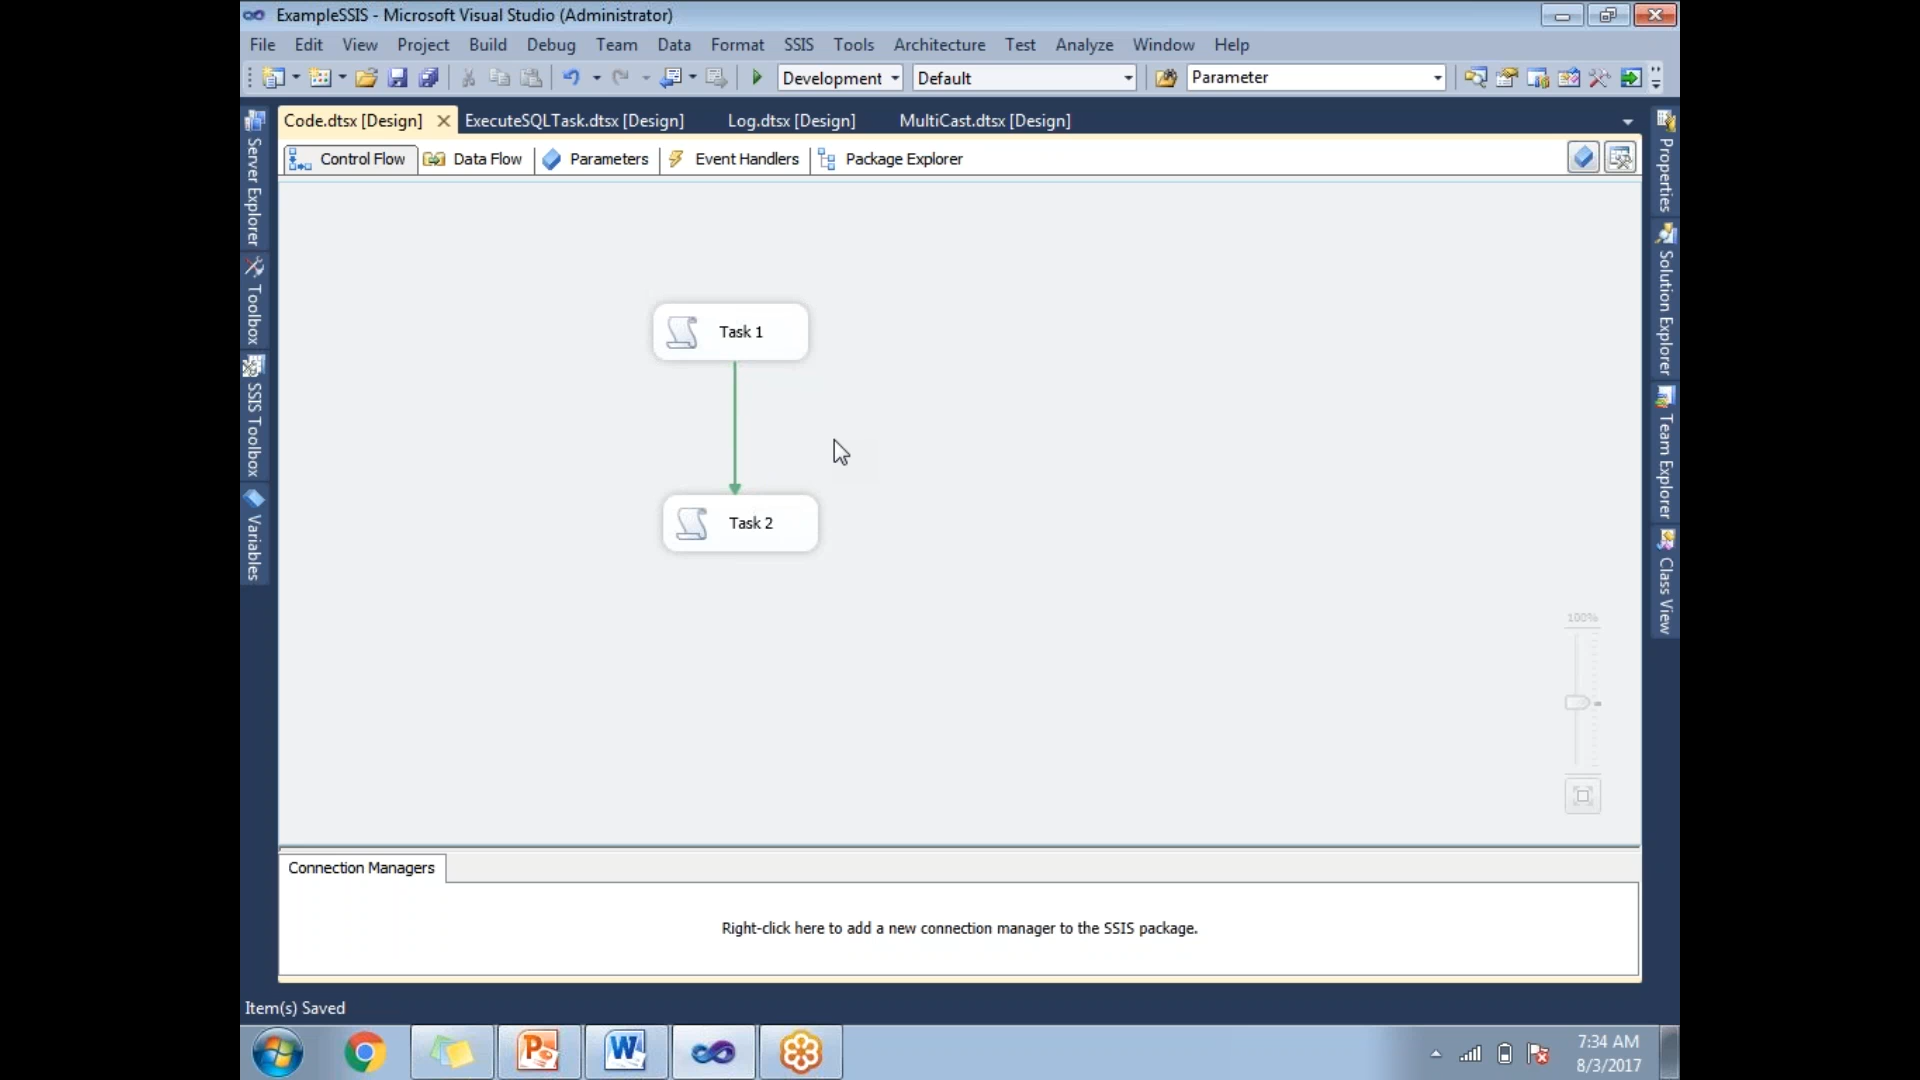 ExampleSSIS - Microsoft Visual Studio (Administrator)
File Edit View Project Build Debug Team Data Format SSIS Tools Architecture Test Analyze Window Help
Development Default Parameter
Code.dtsx [Design] ExecuteSQLTask.dtsx [Design] Log.dtsx [Design] MultiCast.dtsx [Design]
Control Flow Data Flow Parameters Event Handlers Package Explorer
Server Explorer
Toolbox
SSIS Toolbox
Variables
Task 1
Task 2
100%
Properties
Solution Explorer
Team Explorer
Class View
Connection Managers
Right-click here to add a new connection manager to the SSIS package.
Item(s) Saved
7:34 AM
8/3/2017